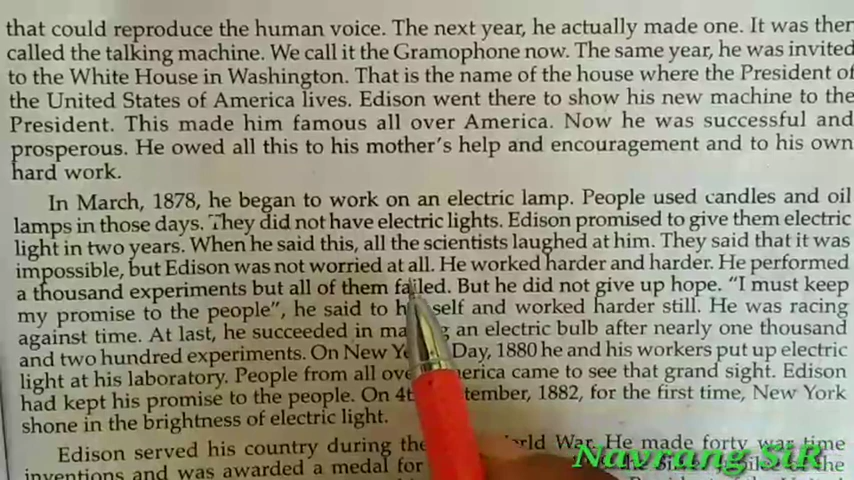 that could reproduce the human voice. The next year, he actually made one. It was then
called the talking machine. We call it the Gramophone now. The same year, he was invited
to the White House in Washington. That is the name of the house where the President of
the United States of America lives. Edison went there to show his new machine to the
President. This made him famous all over America. Now he was successful and
prosperous. He owed all this to his mother's help and encouragement and to his own
hard work.
In March, 1878, he began to work on an electric lamp. People used candles and oil
lamps in those days. They did not have electric lights. Edison promised to give them electric
light in two years. When he said this, all the scientists laughed at him. They said that it was
impossible, but Edison was not worried at all. He worked harder and harder. He performed
a thousand experiments but all of them failed. But he did not give up hope. "I must keep
my promise to the people", he said to self and worked harder still. He was racing
against time. At last, he succeeded in an electric bulb after nearly one thousand
and two hundred experiments. On New Day, 1880 he and his workers put up electric
light at his laboratory. People from all came to see that grand sight. Edison
had kept his promise to the people. On 1882, for the first time, New York
shone in the brightness of electric light.
Edison served his country during the War. He made forty war time
inventions and was awarded a medal for
Navrang SiR